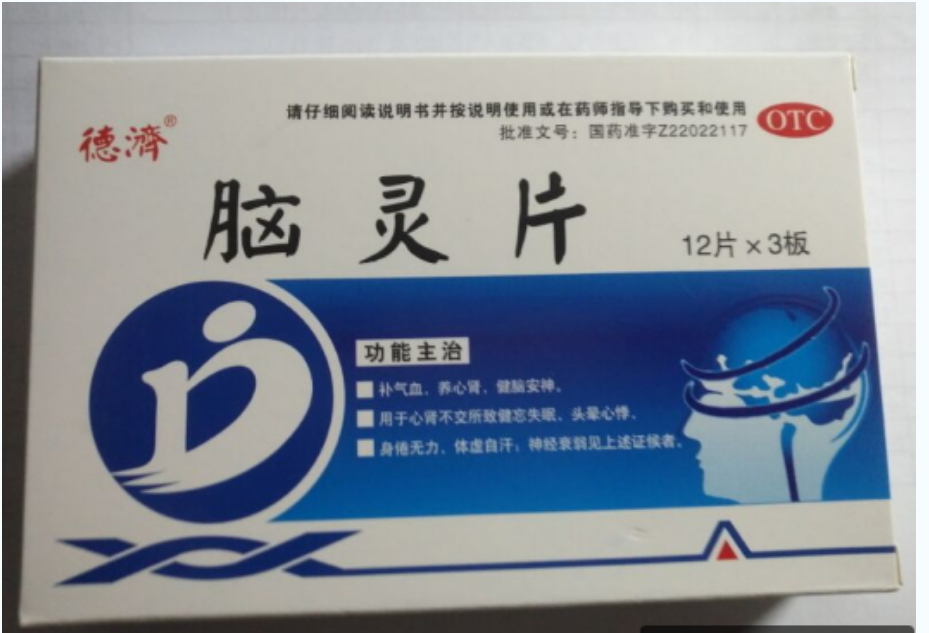 请仔细阅读说明书并按说明使用或在药师指导下购买和使用
批准文号：国药准字Z22022117
OTC
德濟®
脑灵片
12片×3板
功能主治
补气血、养心肾、健脑安神。
用于心肾不交所致健忘失眠、头晕心悸、
身倦无力、体虚自汗；神经衰弱见上述证候者。